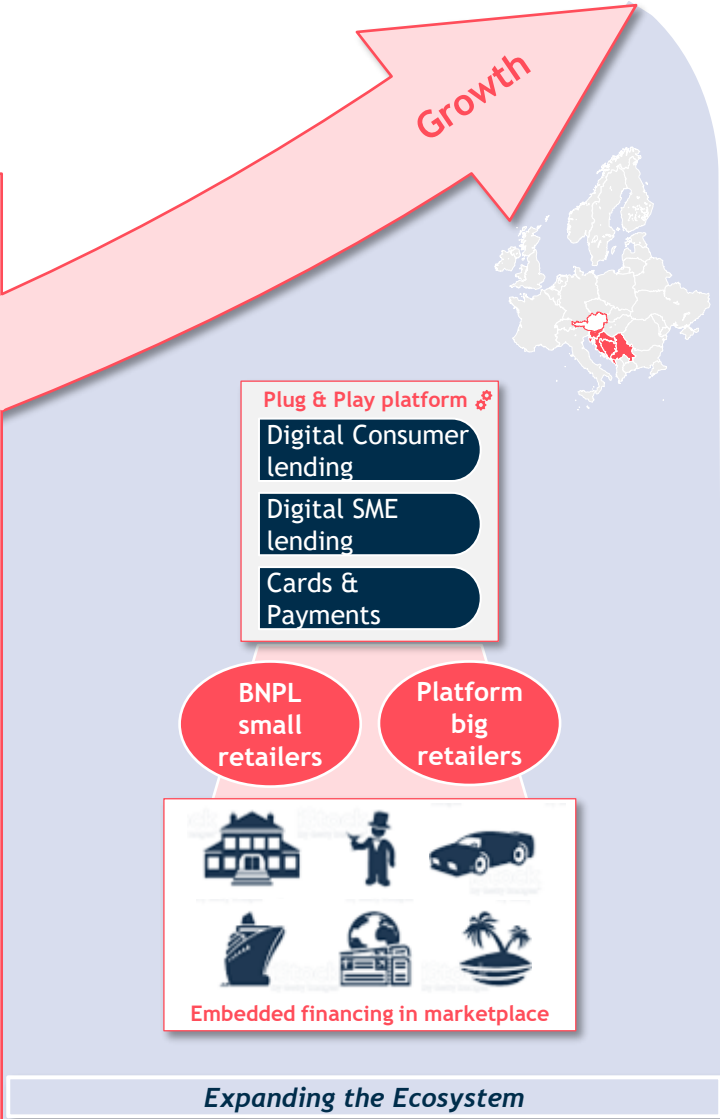 Growth
Plug & Play platform
Digital Consumer
lending
Digital SME
lending
Cards &
Payments
BNPL
small
retailers
Platform
big
retailers
Embedded financing in marketplace
Expanding the Ecosystem